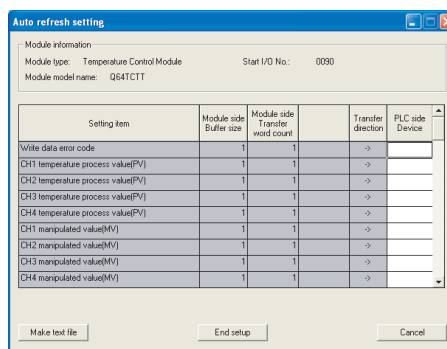 Auto refresh setting
Module information
Module type: Temperature Control Module Start I/O No.: 0090
Module model name: Q64TCTT
Setting item Module side Buffer size Module side Transfer word count Transfer direction PLC side Device
Write data error code 1 1 ->
CH1 temperature process value(PV) 1 1 ->
CH2 temperature process value(PV) 1 1 ->
CH3 temperature process value(PV) 1 1 ->
CH4 temperature process value(PV) 1 1 ->
CH1 manipulated value(MV) 1 1 ->
CH2 manipulated value(MV) 1 1 ->
CH3 manipulated value(MV) 1 1 ->
CH4 manipulated value(MV) 1 1 ->
Make text file End setup Cancel